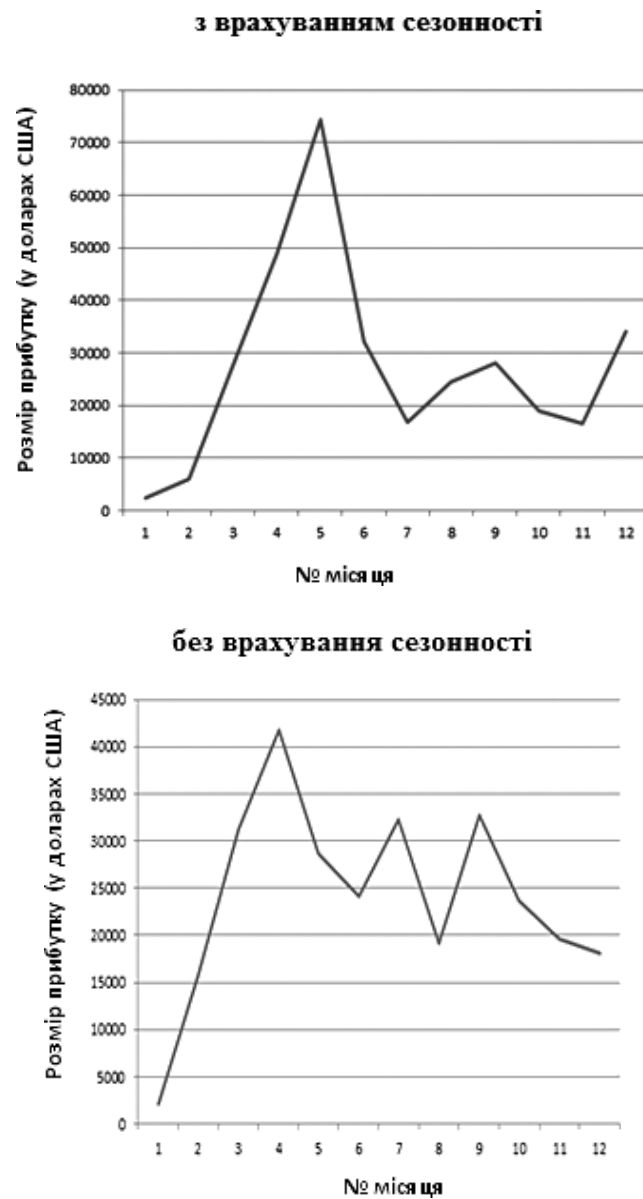 з врахуванням сезонності
Розмір прибутку (у доларах США)
80000
70000
60000
50000
40000
30000
20000
10000
0
1 2 3 4 5 6 7 8 9 10 11 12
№ місяця
без врахування сезонності
Розмір прибутку (у доларах США)
45000
40000
35000
30000
25000
20000
15000
10000
5000
0
1 2 3 4 5 6 7 8 9 10 11 12
№ місяця